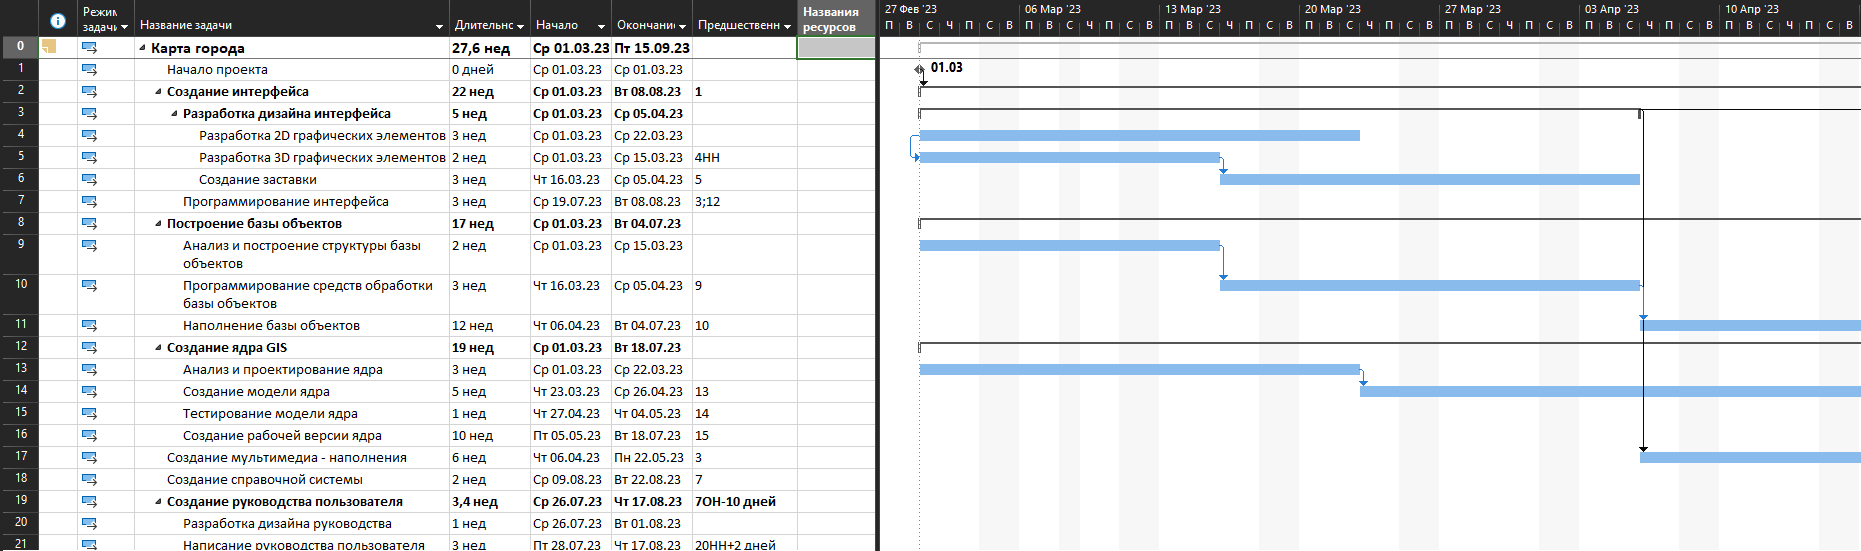 27 Фев '23 06 Мар '23 13 Мар '23 20 Мар '23 27 Мар '23 03 Апр '23 10 Апр '23
П В С Ч П С В П В С Ч П С В П В С Ч П С В П В С Ч П С В П В С Ч П С В П В С Ч П С В П В С Ч П С В
Режим задачи Название задачи Длительнс Начало Окончание Предшественн Названия ресурсов
0 Карта города 27,6 нед Ср 01.03.23 Пт 15.09.23
1 Начало проекта 0 дней Ср 01.03.23 Ср 01.03.23 01.03
2 Создание интерфейса 22 нед Ср 01.03.23 Вт 08.08.23 1
3 Разработка дизайна интерфейса 5 нед Ср 01.03.23 Ср 05.04.23
4 Разработка 2D графических элементов 3 нед Ср 01.03.23 Ср 22.03.23
5 Разработка 3D графических элементов 2 нед Ср 01.03.23 Ср 15.03.23 4НН
6 Создание заставки 3 нед Чт 16.03.23 Ср 05.04.23 5
7 Программирование интерфейса 3 нед Ср 19.07.23 Вт 08.08.23 3;12
8 Построение базы объектов 17 нед Ср 01.03.23 Вт 04.07.23
9 Анализ и построение структуры базы объектов 2 нед Ср 01.03.23 Ср 15.03.23
10 Программирование средств обработки базы объектов 3 нед Чт 16.03.23 Ср 05.04.23 9
11 Наполнение базы объектов 12 нед Чт 06.04.23 Вт 04.07.23 10
12 Создание ядра GIS 19 нед Ср 01.03.23 Вт 18.07.23
13 Анализ и проектирование ядра 3 нед Ср 01.03.23 Ср 22.03.23
14 Создание модели ядра 5 нед Чт 23.03.23 Ср 26.04.23 13
15 Тестирование модели ядра 1 нед Чт 27.04.23 Чт 04.05.23 14
16 Создание рабочей версии ядра 10 нед Пт 05.05.23 Вт 18.07.23 15
17 Создание мультимедиа - наполнения 6 нед Чт 06.04.23 Пн 22.05.23 3
18 Создание справочной системы 2 нед Ср 09.08.23 Вт 22.08.23 7
19 Создание руководства пользователя 3,4 нед Ср 26.07.23 Чт 17.08.23 7ОН-10 дней
20 Разработка дизайна руководства 1 нед Ср 26.07.23 Вт 01.08.23
21 Написание руководства пользователя 3 нед Пт 28.07.23 Чт 17.08.23 20НН+2 дней